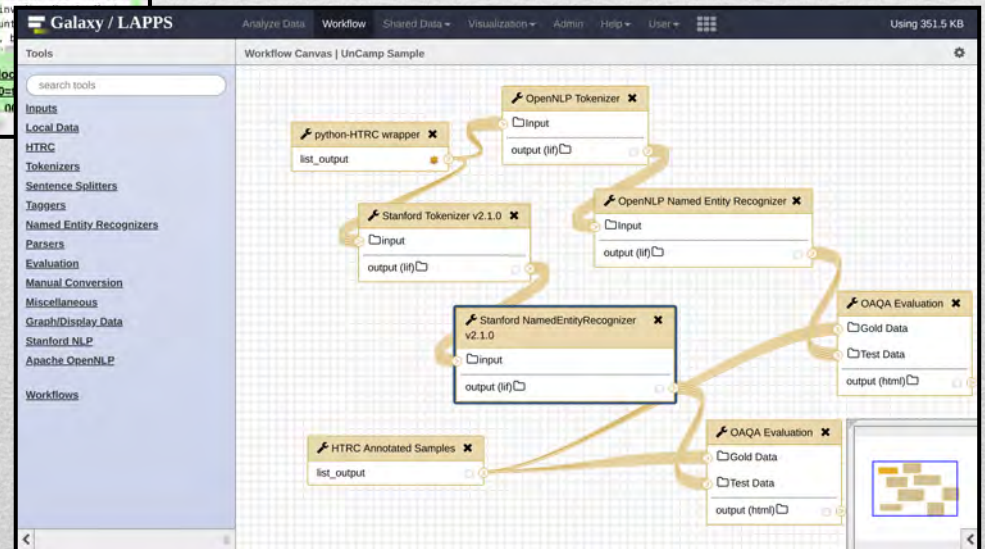 Galaxy / LAPPS
Analyze Data Workflow Shared Data Visualization Admin Help User
Using 351.5 KB
Tools
search tools
Inputs
Local Data
HTRC
Tokenizers
Sentence Splitters
Taggers
Named Entity Recognizers
Parsers
Evaluation
Manual Conversion
Miscellaneous
Graph/Display Data
Stanford NLP
Apache OpenNLP
Workflows
Workflow Canvas | UnCamp Sample
OpenNLP Tokenizer
Input
output (lif)
python-HTRC wrapper
list_output
Stanford Tokenizer v2.1.0
input
output (lif)
OpenNLP Named Entity Recognizer
Input
output (lif)
Stanford NamedEntityRecognizer
v2.1.0
input
output (lif)
OAQA Evaluation
Gold Data
Test Data
output (html)
HTRC Annotated Samples
list_output
OAQA Evaluation
Gold Data
Test Data
output (html)